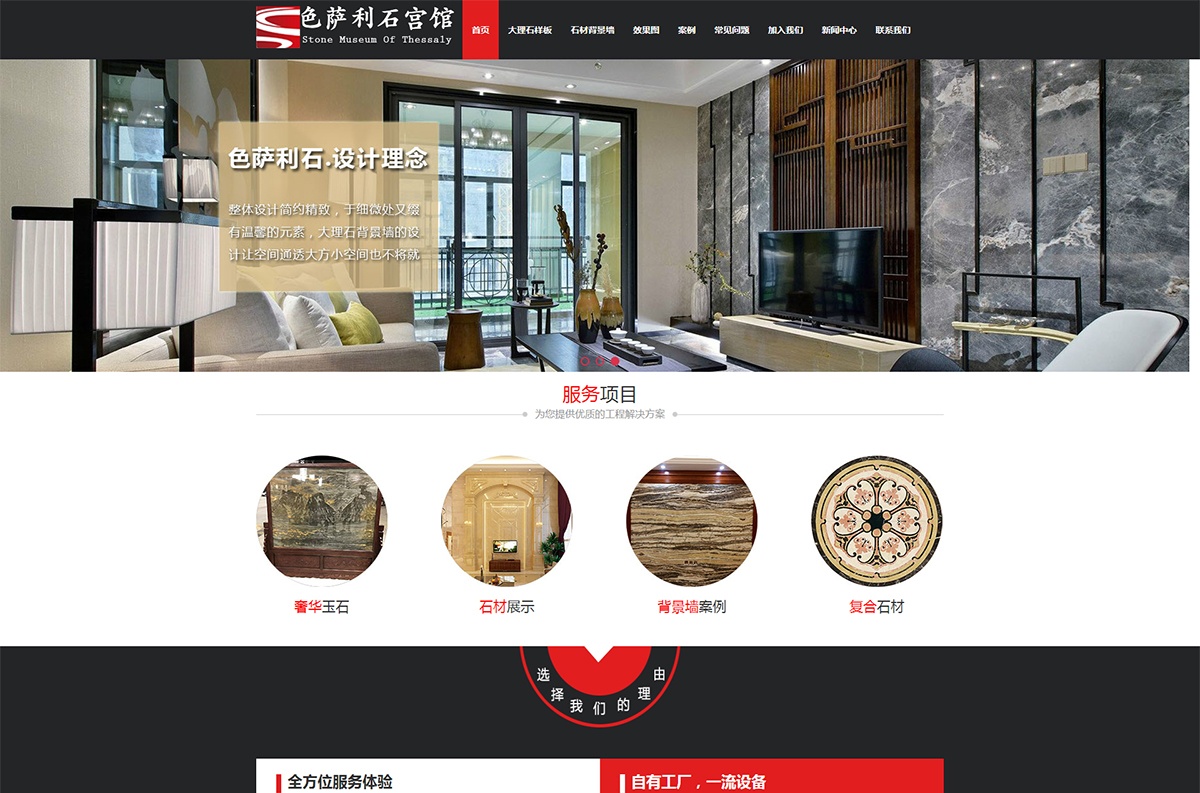 色萨利石宫馆
Stone Museum Of Thessaly
首页 大理石样板 石材背景墙 效果图 案例 常见问题 加入我们 新闻中心 联系我们
色萨利石.设计理念
整体设计简约精致，于细微处又缀
有温馨的元素，大理石背景墙的设
计让空间通透大方小空间也不将就
服务项目
为您提供优质的工程解决方案
奢华玉石 石材展示 背景墙案例 复合石材
选择我们的理由
全方位服务体验 自有工厂，一流设备